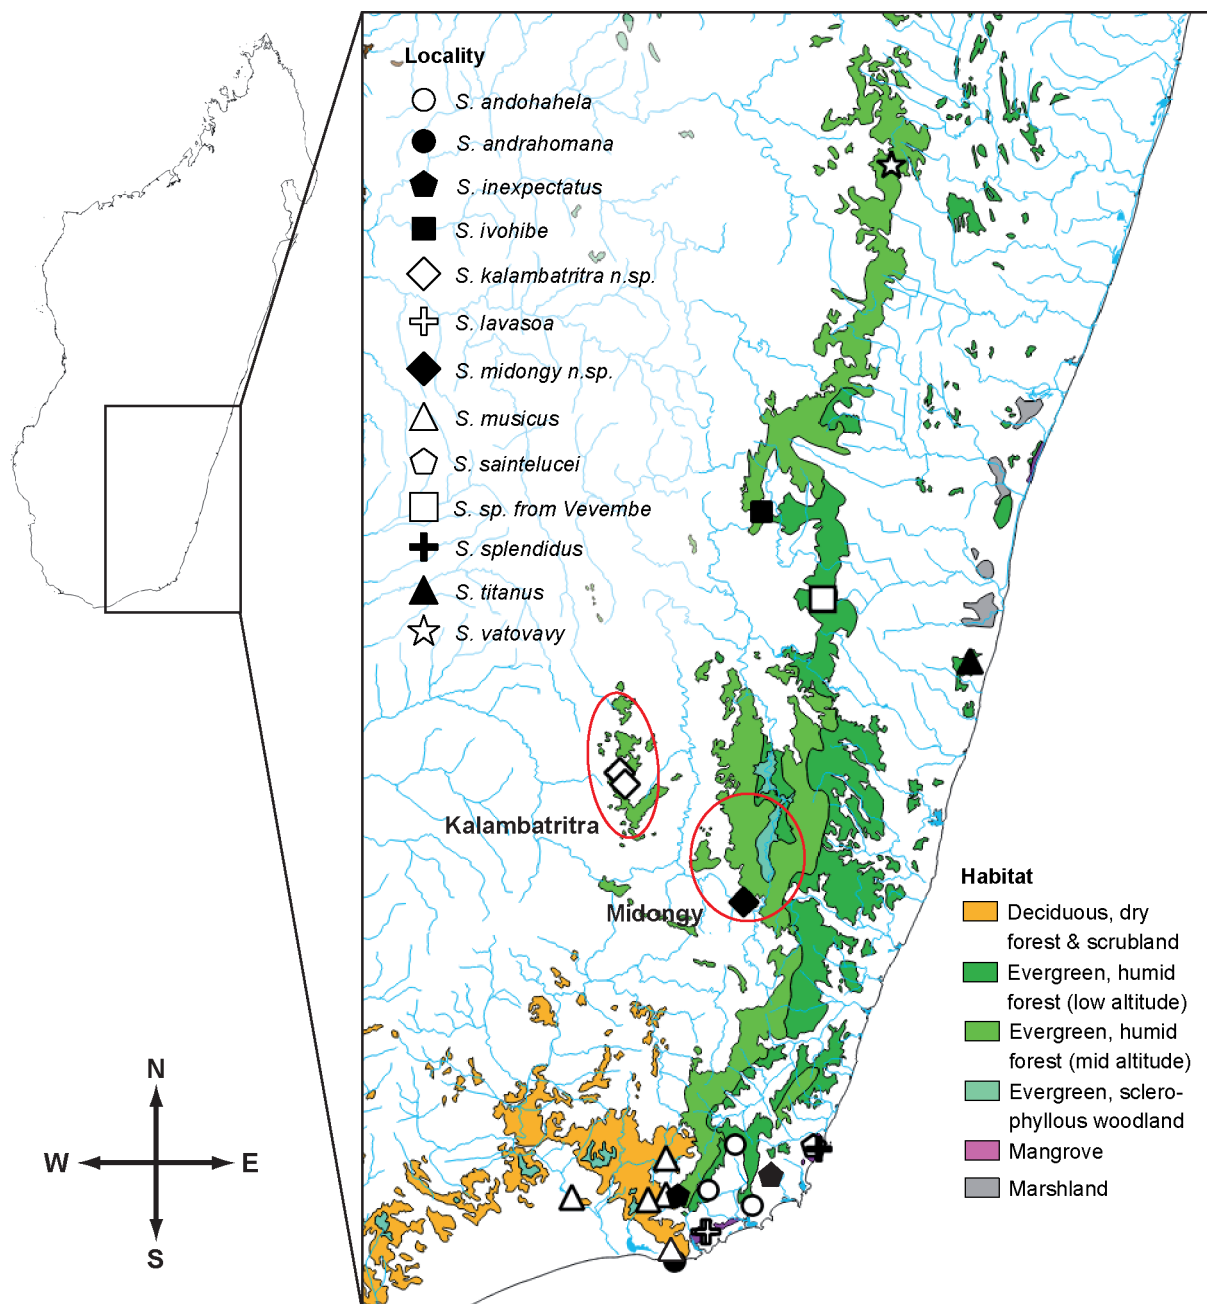 Locality
S. andohahela
S. andrahomana
S. inexpectatus
S. ivohibe
S. kalambatritra n.sp.
S. lavasoa
S. midongy n.sp.
S. musicus
S. saintelucei
S. sp. from Vevembe
S. splendidus
S. titanus
S. vatovavy
Kalambatritra
Midongy
Habitat
Deciduous, dry
forest & scrubland
Evergreen, humid
forest (low altitude)
Evergreen, humid
forest (mid altitude)
Evergreen, sclero-
phyllous woodland
Mangrove
Marshland
N
W E
S